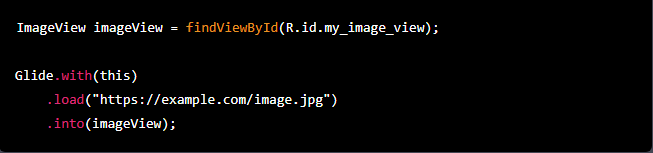 ImageView imageView = findViewById(R.id.my_image_view);
Glide.with(this)
.load("https://example.com/image.jpg")
.into(imageView);